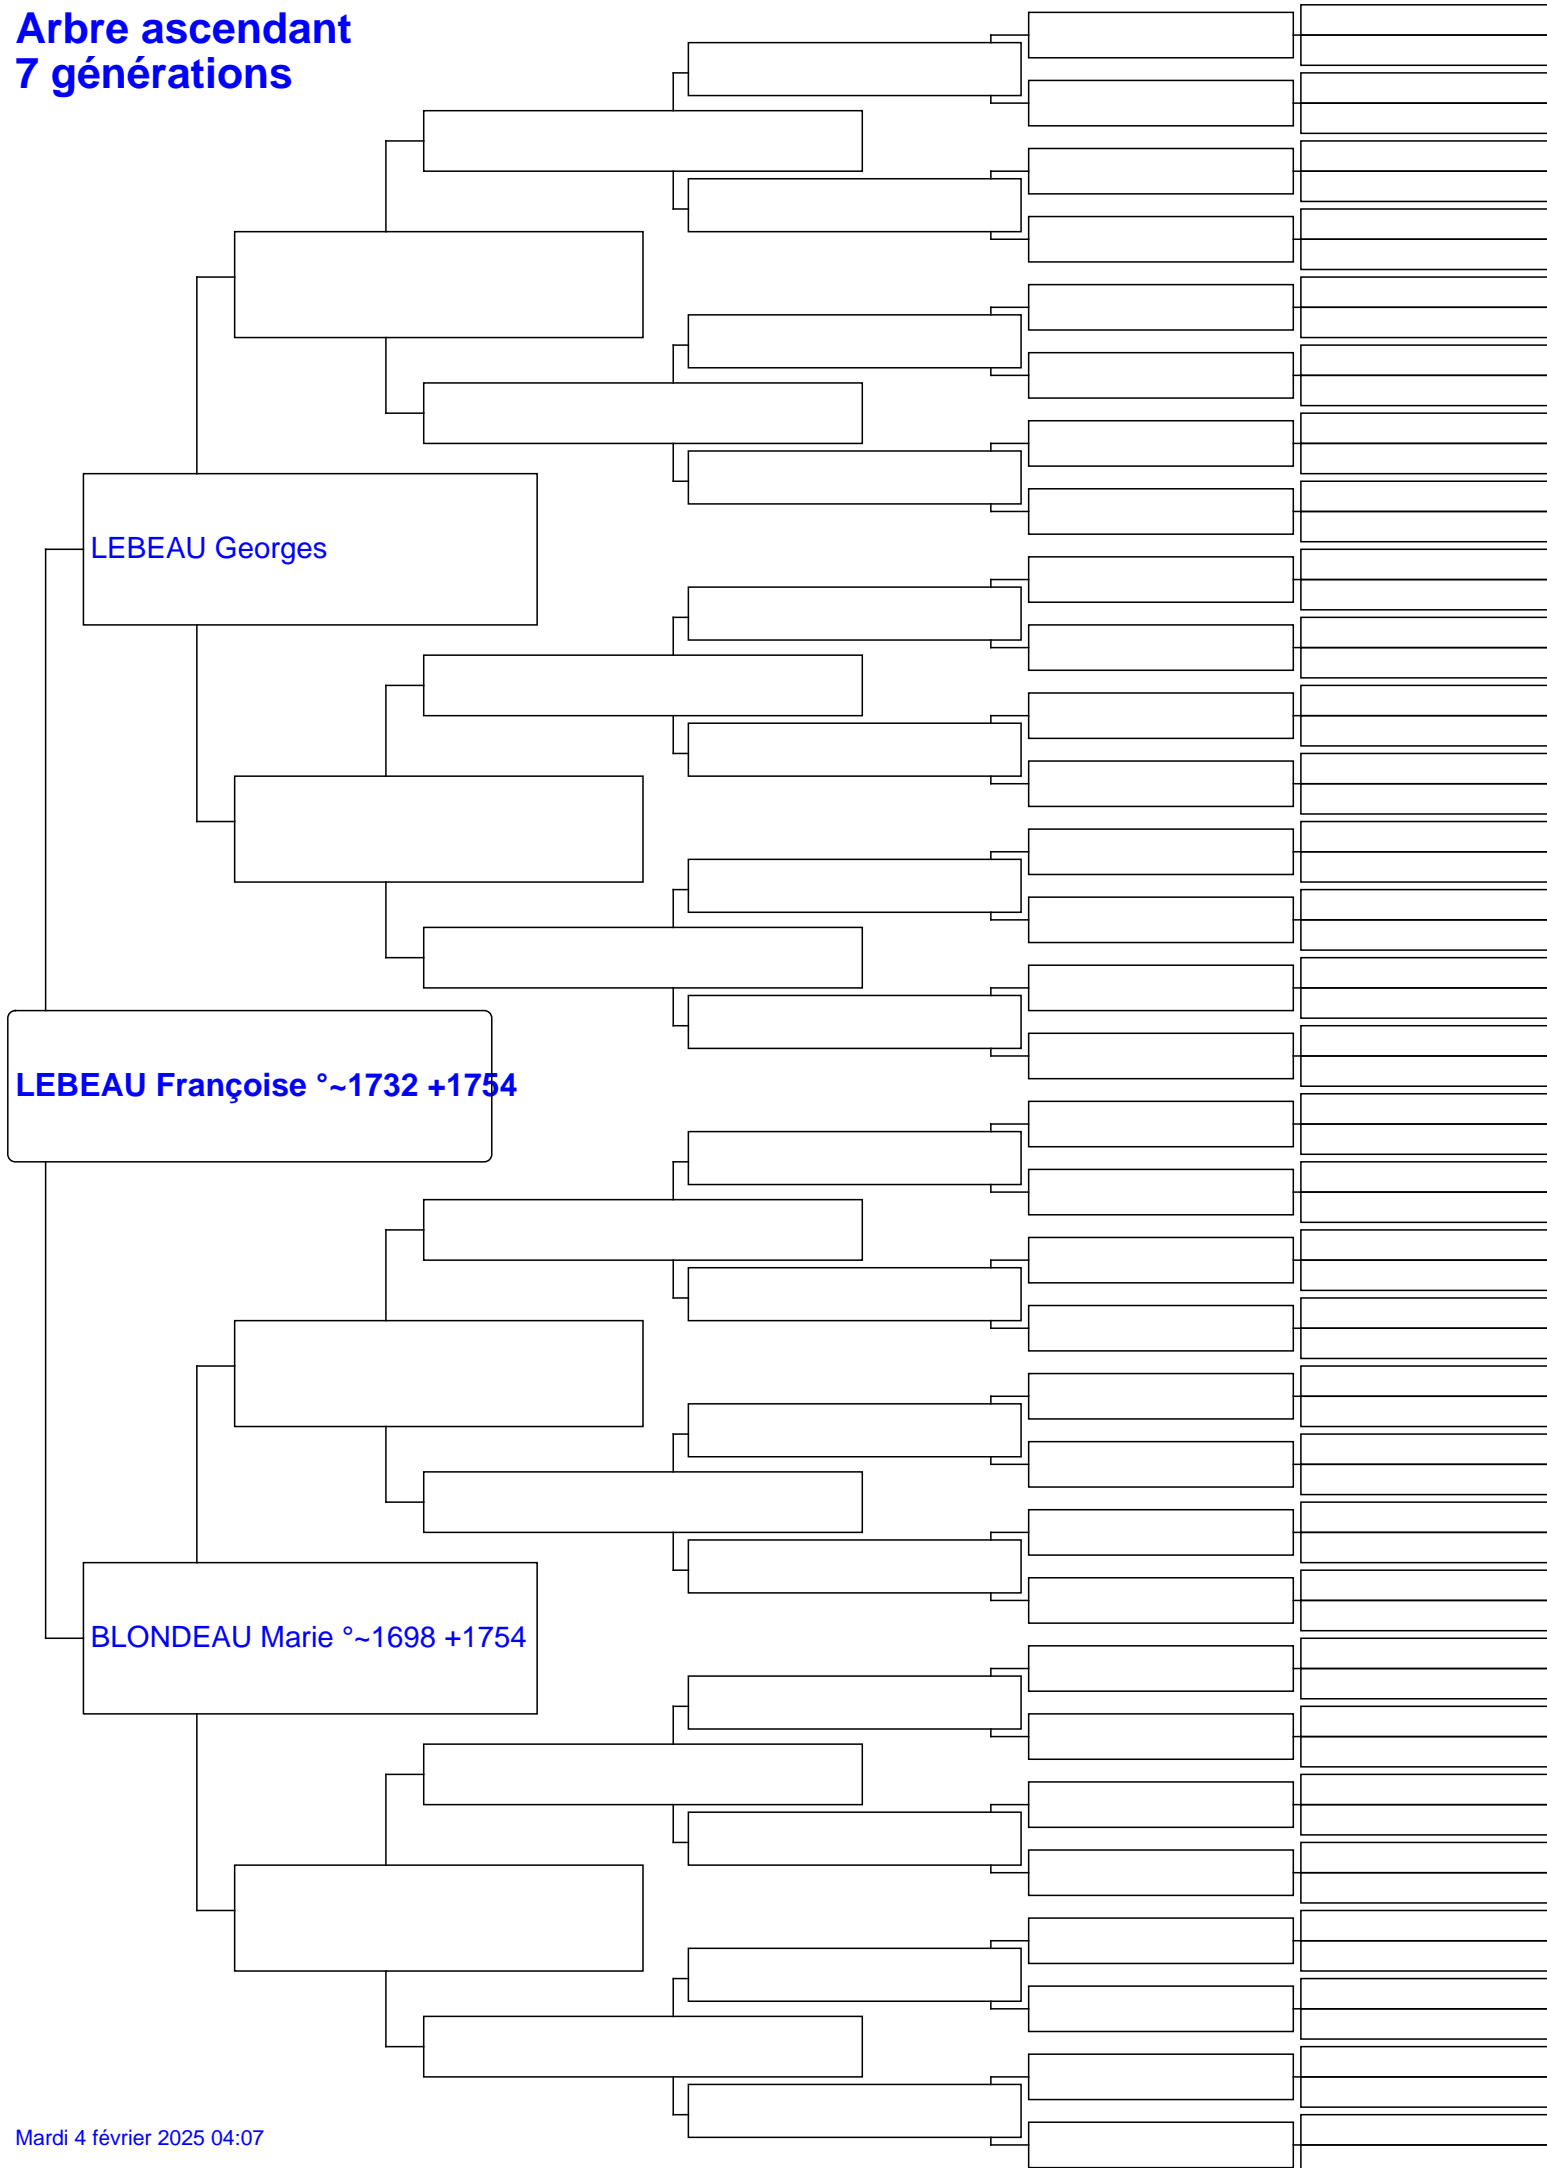 Arbre ascendant
7 générations
LEBEAU Georges
LEBEAU Françoise °~1732 +1754
BLONDEAU Marie °~1698 +1754
Mardi 4 février 2025 04:07